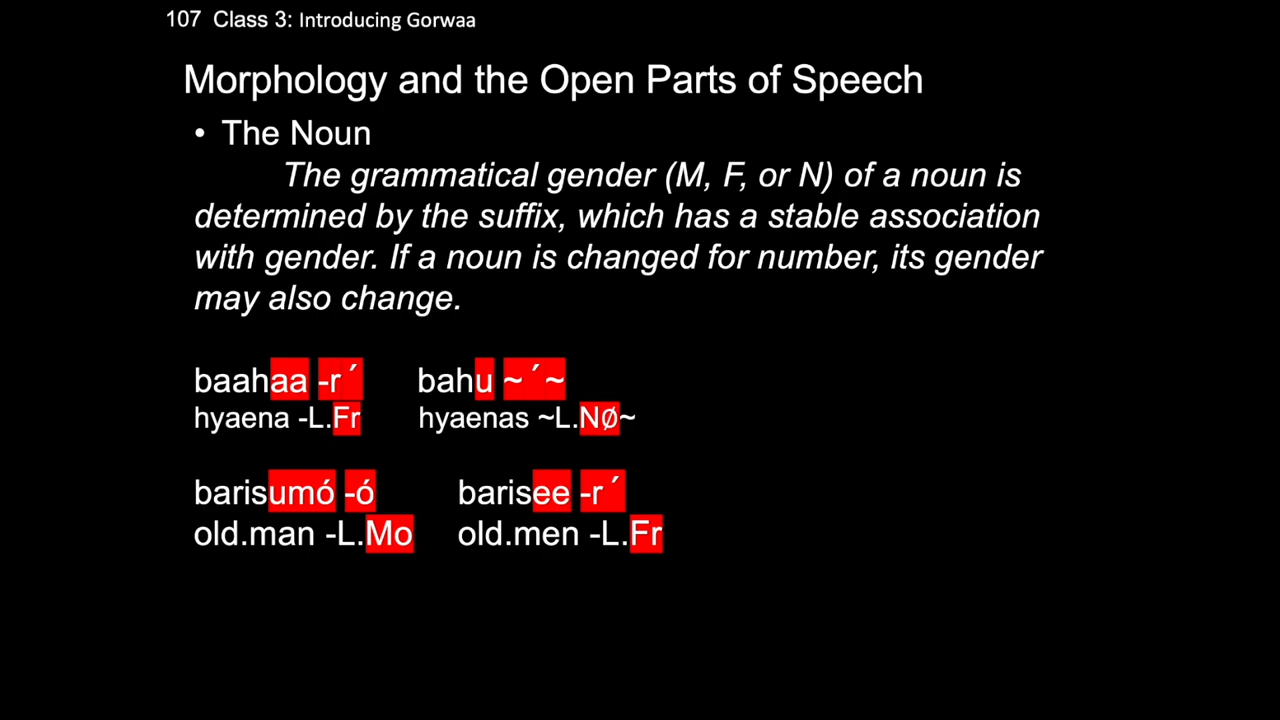 107 Class 3: Introducing Gorwaa
Morphology and the Open Parts of Speech
• The Noun
The grammatical gender (M, F, or N) of a noun is
determined by the suffix, which has a stable association
with gender. If a noun is changed for number, its gender
may also change.
baahaa -r ́ bahu ~ ́~
hyaena -L.Fr hyaenas ~L.NØ~
barisumó -ó barisee -r ́
old.man -L.Mo old.men -L.Fr